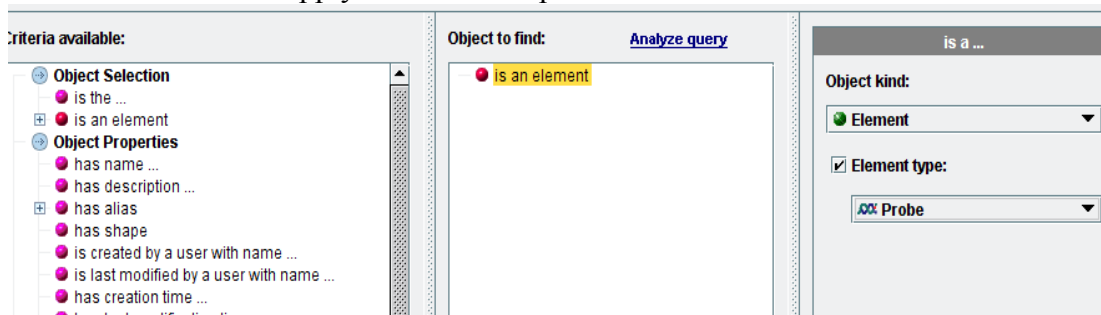 apply
Criteria available:
Object Selection
is the ...
is an element
Object Properties
has name ...
has description ...
has alias
has shape
is created by a user with name ...
is last modified by a user with name ...
has creation time ...
Object to find:
Analyze query
is an element
is a ...
Object kind:
Element
Element type:
Probe